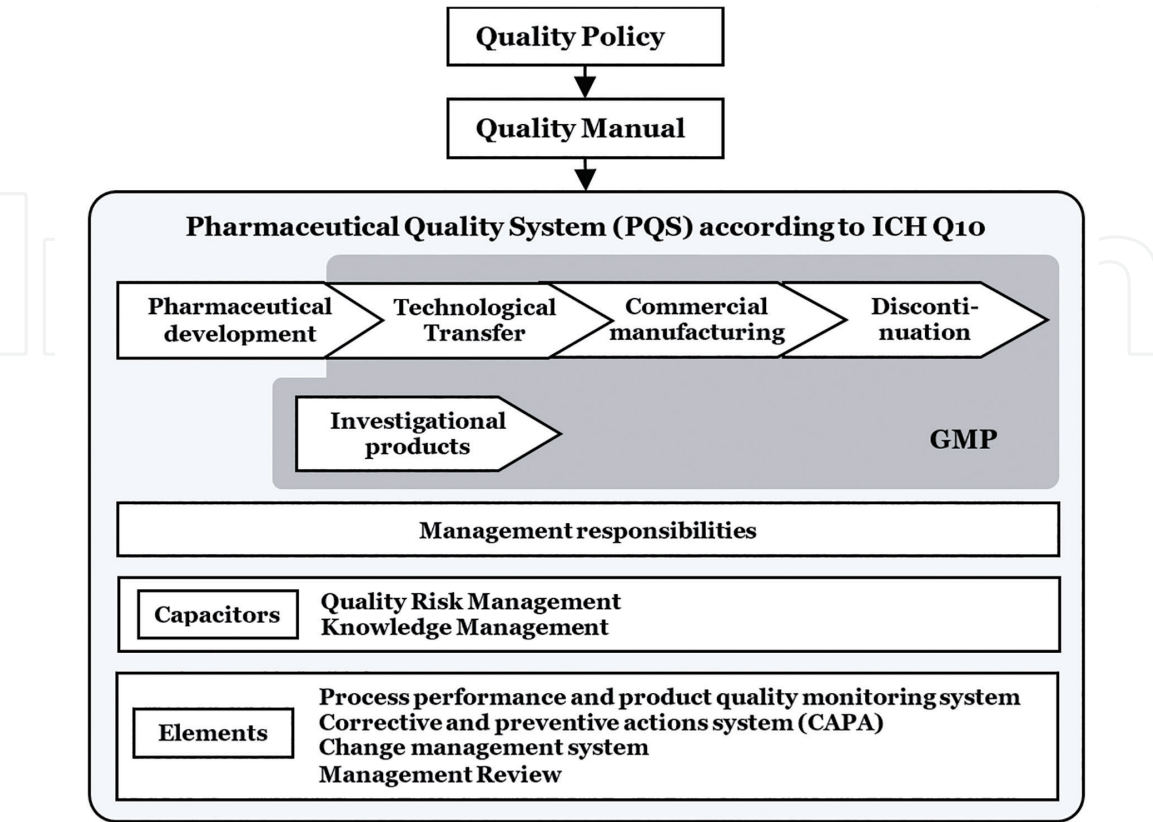 Quality Policy
Quality Manual
Pharmaceutical Quality System (PQS) according to ICH Q10
Pharmaceutical
development
Technological
Transfer
Commercial
manufacturing
Disconti-
nuation
Investigational
products
GMP
Management responsibilities
Capacitors
Quality Risk Management
Knowledge Management
Elements
Process performance and product quality monitoring system
Corrective and preventive actions system (CAPA)
Change management system
Management Review